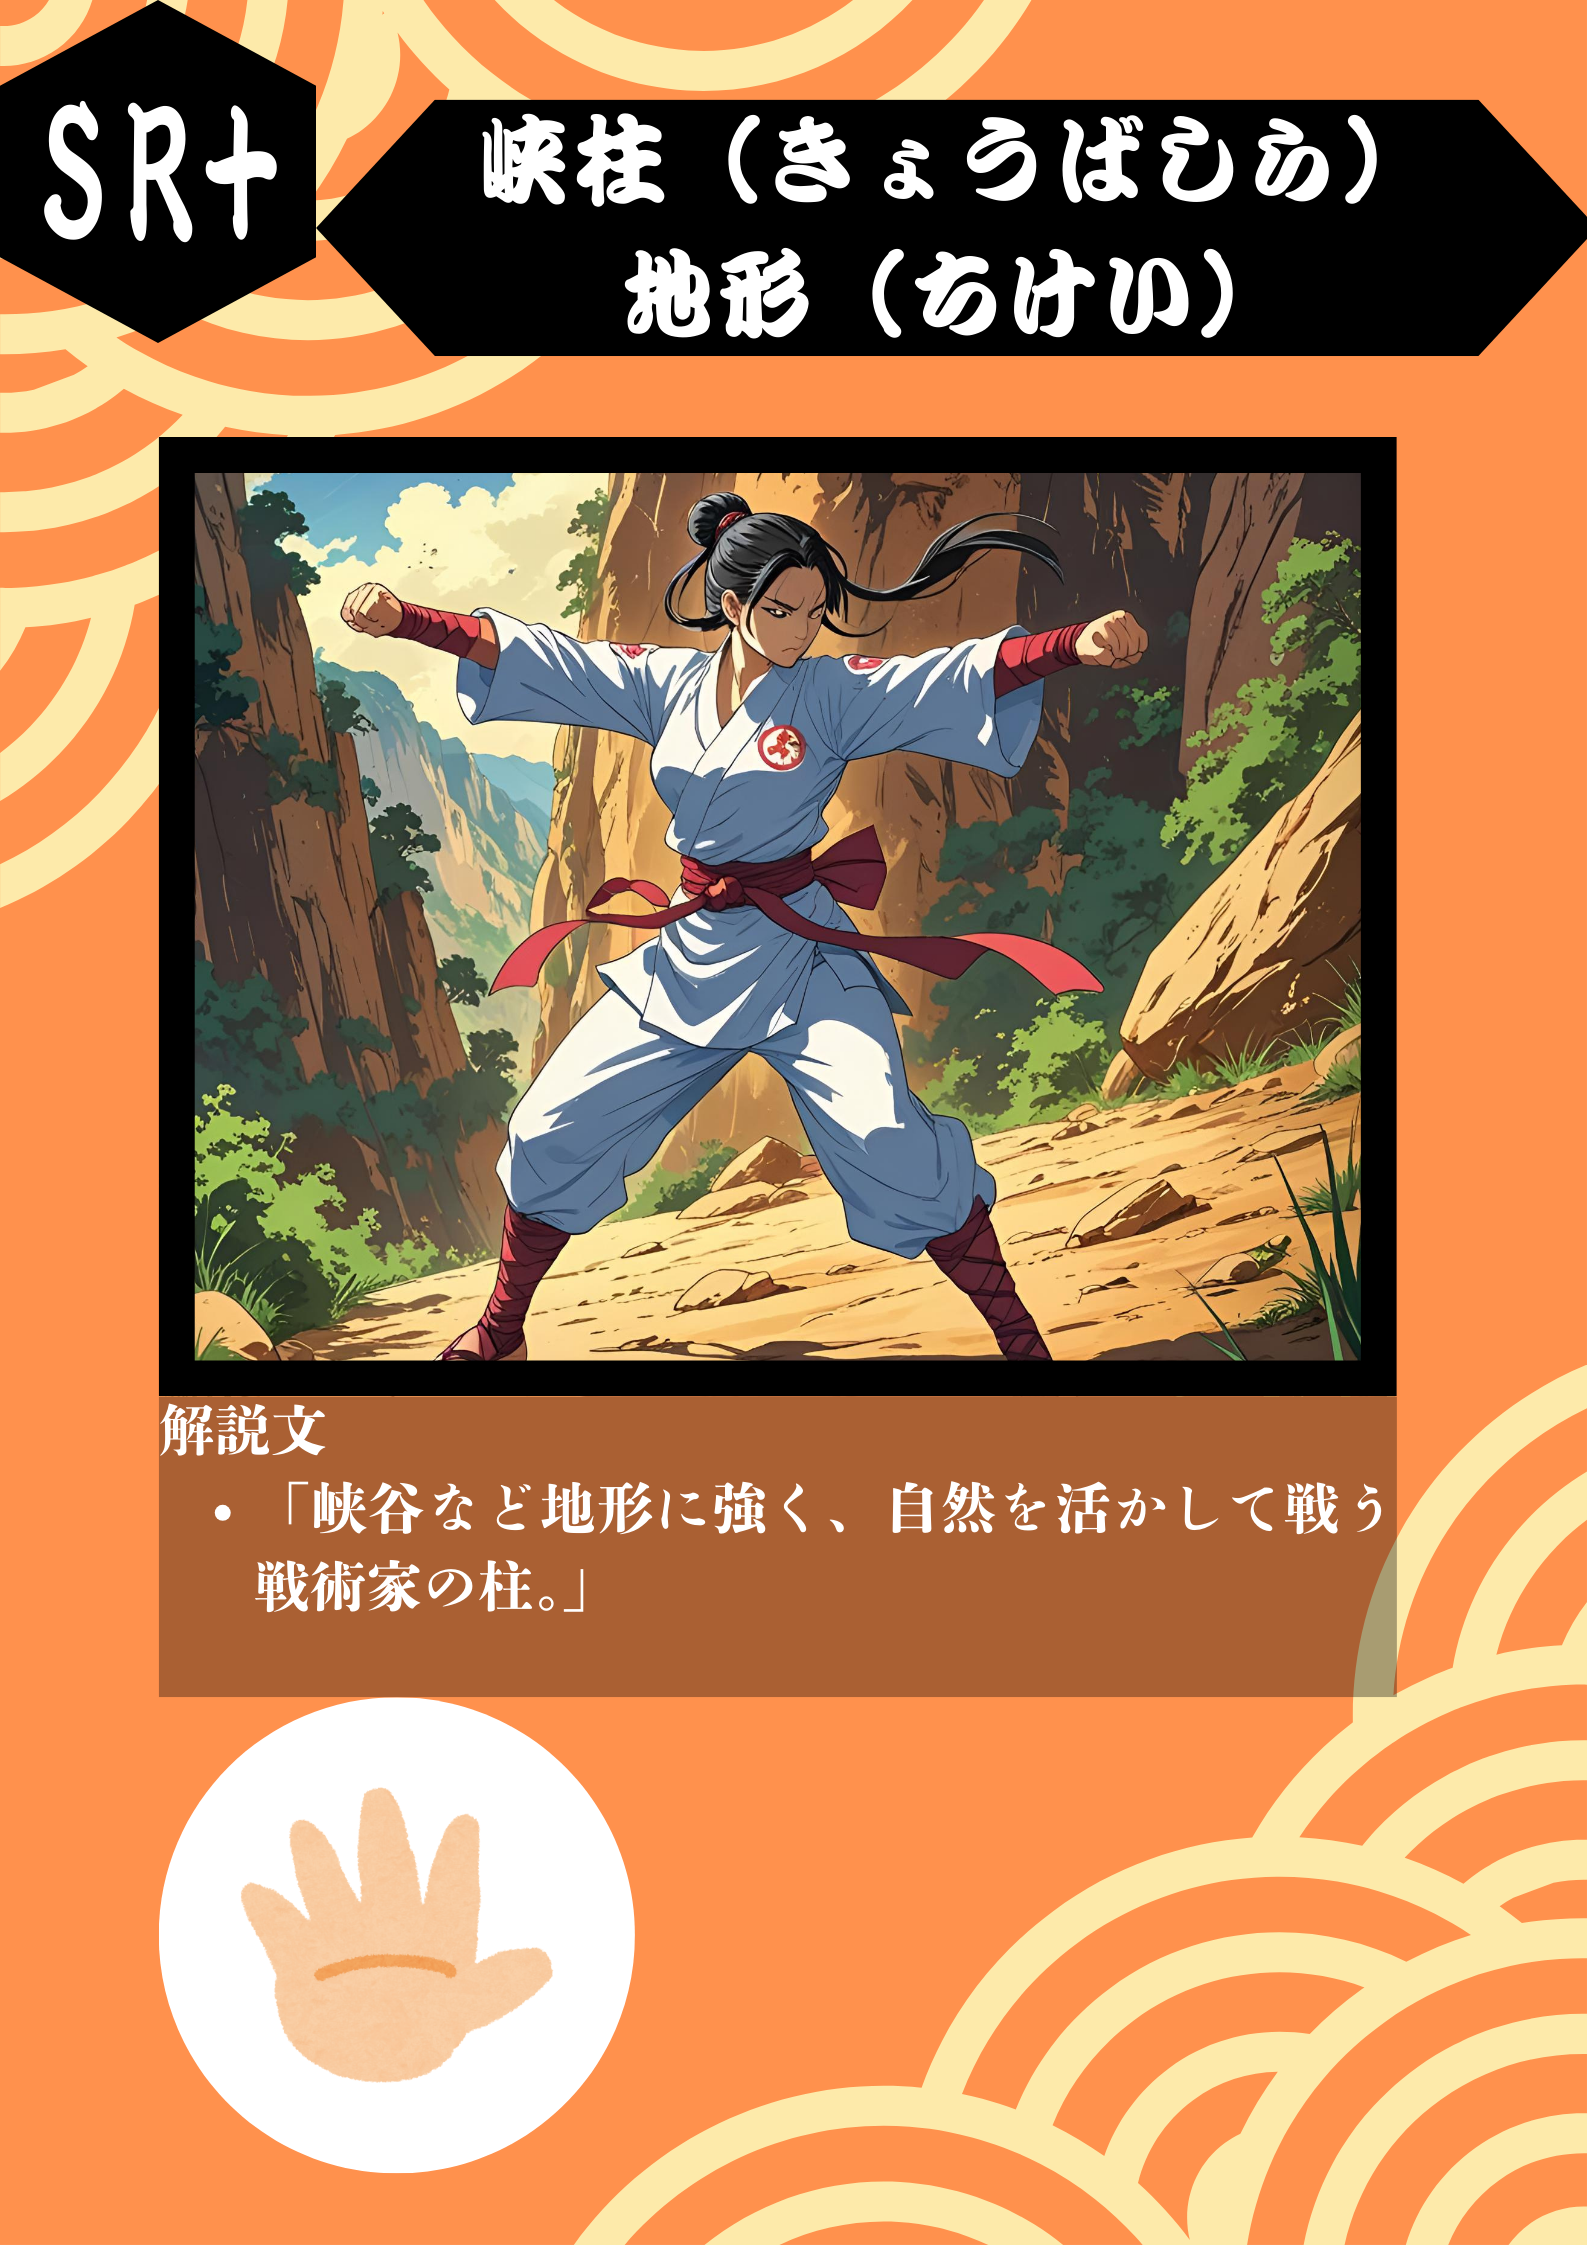 SR+
峡柱（きょうばしら）
地形（ちけい）
解説文
• 「峡谷など地形に強く、自然を活かして戦う
戦術家の柱。」